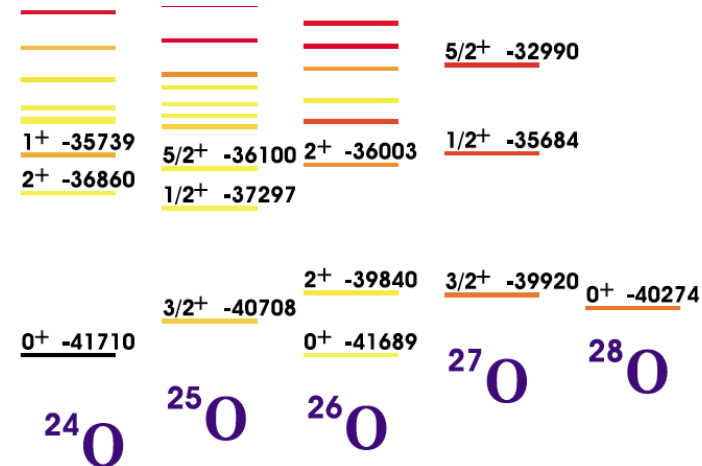 1+ -35739
2+ -36860
0+ -41710
24O
5/2+ -36100
1/2+ -37297
3/2+ -40708
25O
2+ -36003
2+ -39840
0+ -41689
26O
5/2+ -32990
1/2+ -35684
3/2+ -39920
27O
0+ -40274
28O